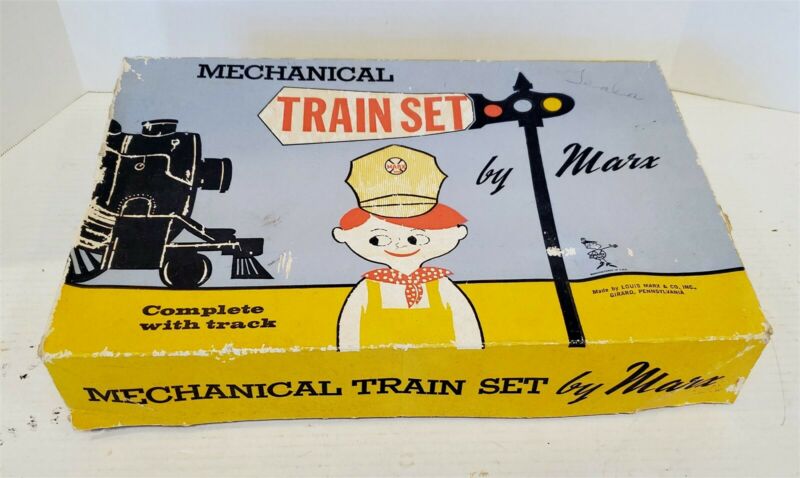 MECHANICAL
TRAIN SET
by Marx
MARX
Made by LOUIS MARX & CO., INC.,
GIRARD, PENNSYLVANIA
Complete
with track
MECHANICAL TRAIN SET by Marx